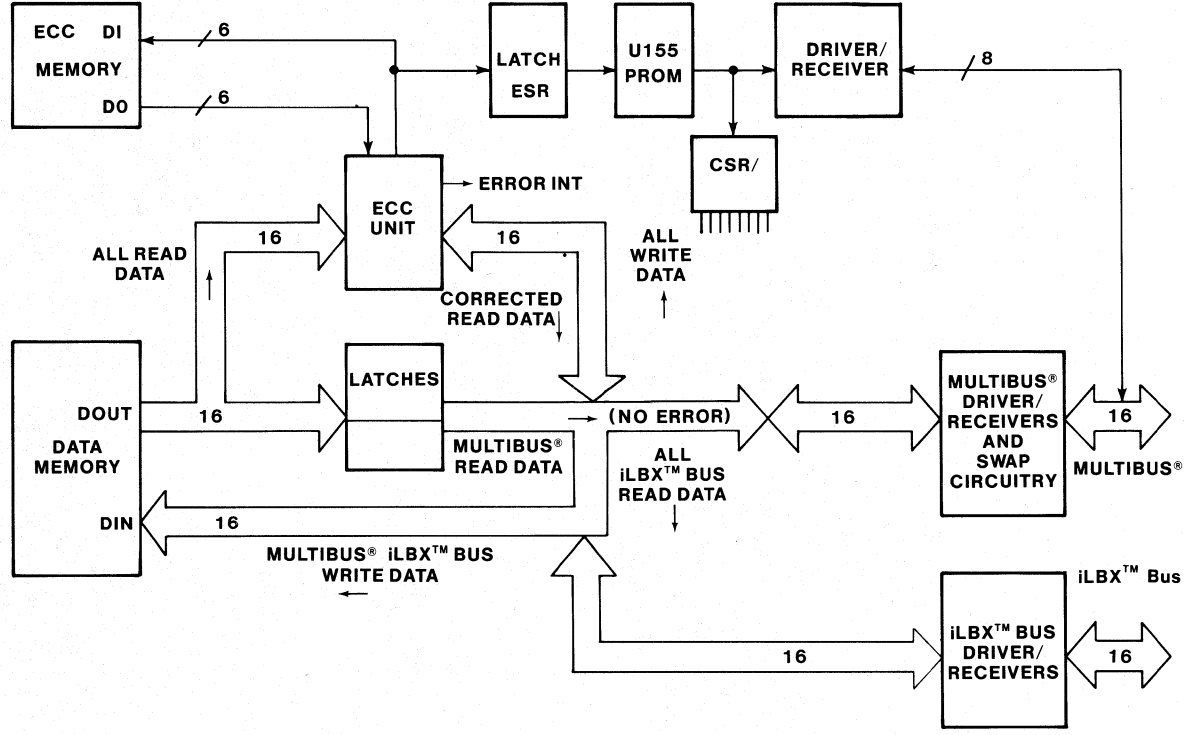 ECC DI
MEMORY
DO
6
6
LATCH
ESR
U155
PROM
DRIVER/
RECEIVER
8
CSR/
ECC
UNIT
ERROR INT
16
16
ALL READ
DATA
ALL
WRITE
DATA
CORRECTED
READ DATA
DOUT
DATA
MEMORY
DIN
16
LATCHES
(NO ERROR)
MULTIBUS®
READ DATA
ALL
iLBX™ BUS
READ DATA
16
MULTIBUS®
DRIVER/
RECEIVERS
AND
SWAP
CIRCUITRY
16
MULTIBUS®
16
MULTIBUS® iLBX™ BUS
WRITE DATA
16
iLBX™ BUS
DRIVER/
RECEIVERS
iLBX™ Bus
16